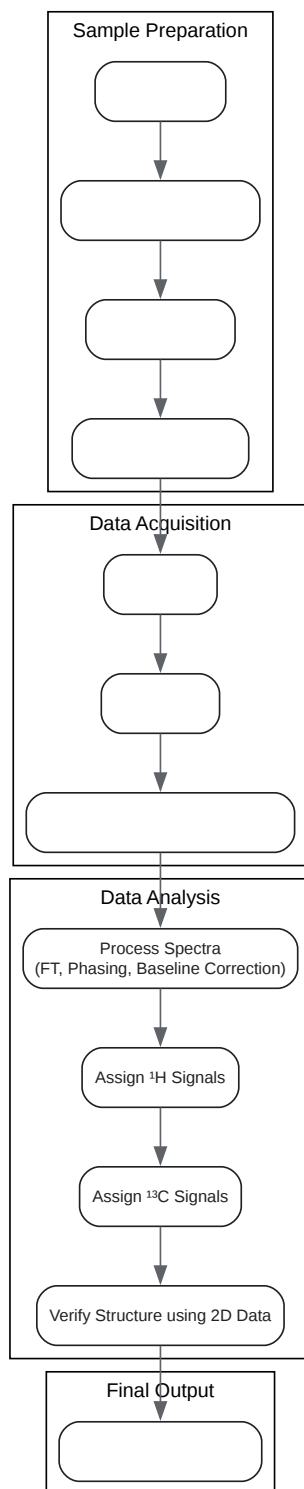 Sample Preparation
Data Acquisition
Data Analysis
Process Spectra
(FT, Phasing, Baseline Correction)
Assign ¹H Signals
Assign ¹³C Signals
Verify Structure using 2D Data
Final Output